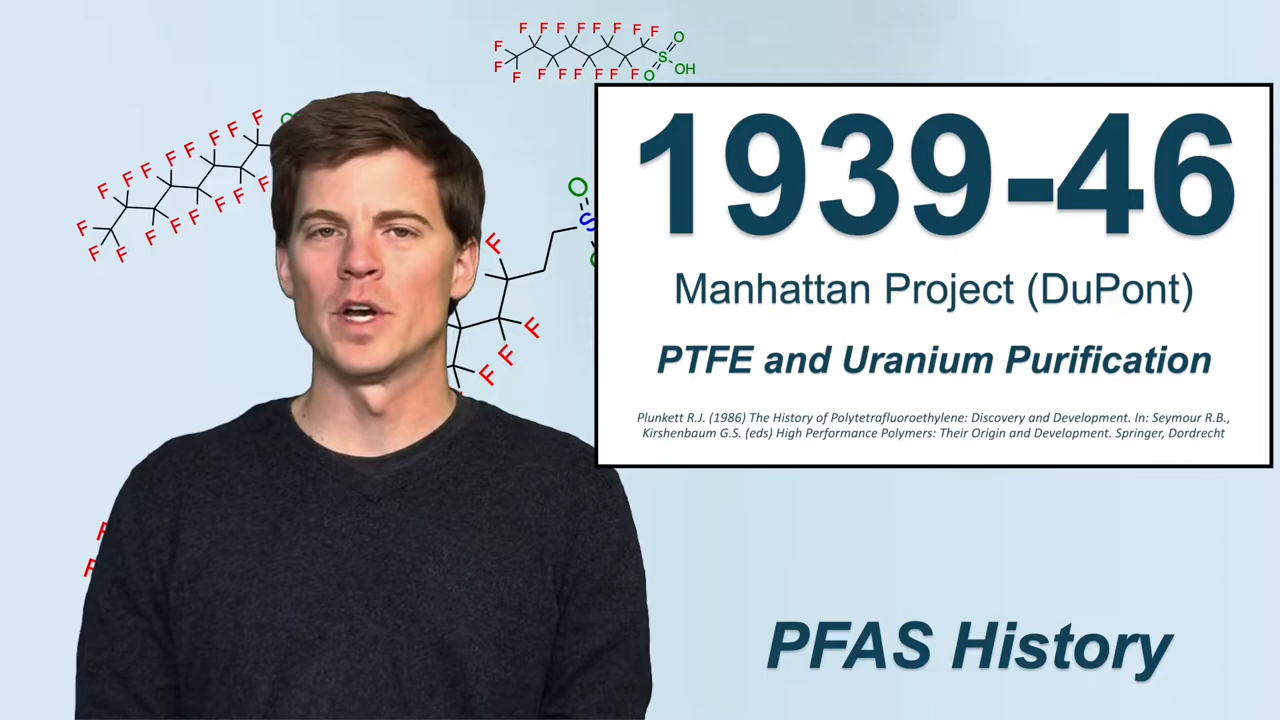 1939-46
Manhattan Project (DuPont)
PTFE and Uranium Purification
Plunkett R.J. (1986) The History of Polytetrafluoroethylene: Discovery and Development. In: Seymour R.B.,
Kirshenbaum G.S. (eds) High Performance Polymers: Their Origin and Development. Springer, Dordrecht
PFAS History
F F F F F F F F
F
F
F F F F F F F O
S
O
O
OH
F F F F F F F
F F F F F F F F
O
S
F
F
F
F
F
F